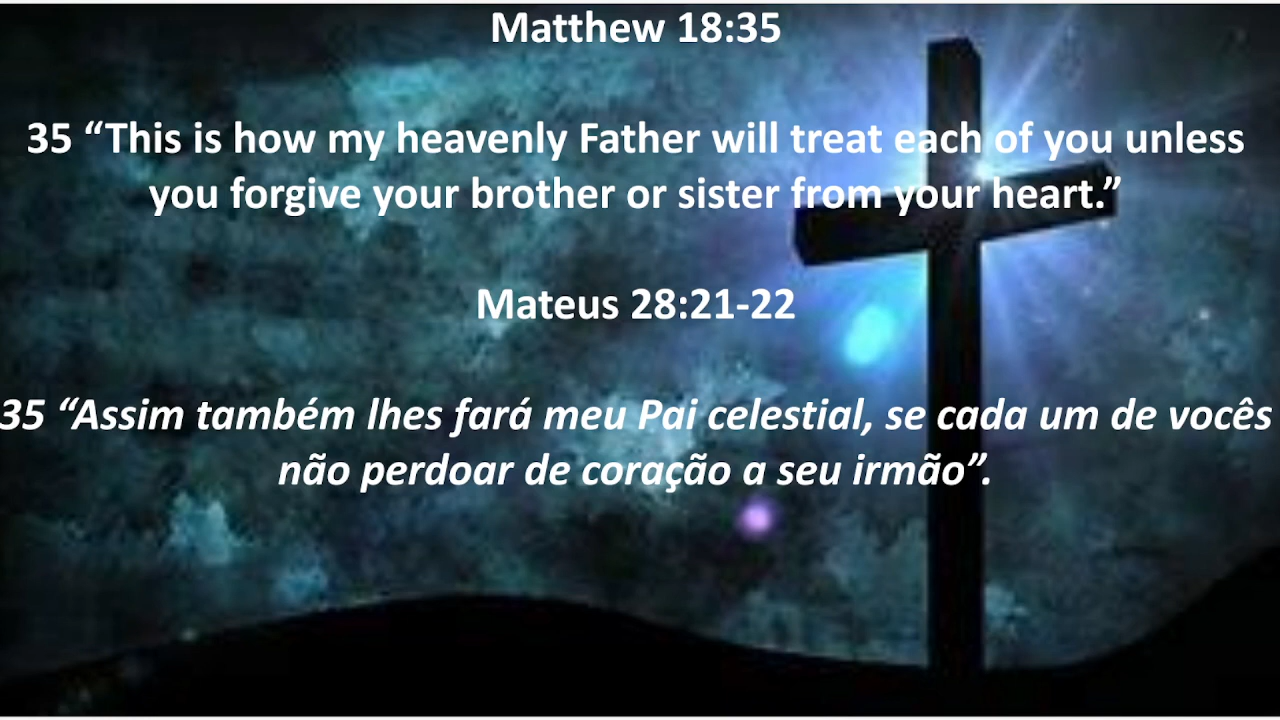 Matthew 18:35
35 “This is how my heavenly Father will treat each of you unless
you forgive your brother or sister from your heart.”
Mateus 28:21-22
35 “Assim também lhes fará meu Pai celestial, se cada um de vocês
não perdoar de coração a seu irmão”.